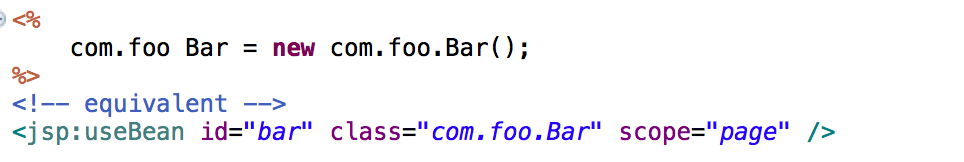 <%
com.foo Bar = new com.foo.Bar();
%>
<!-- equivalent -->
<jsp:useBean id="bar" class="com.foo.Bar" scope="page" />